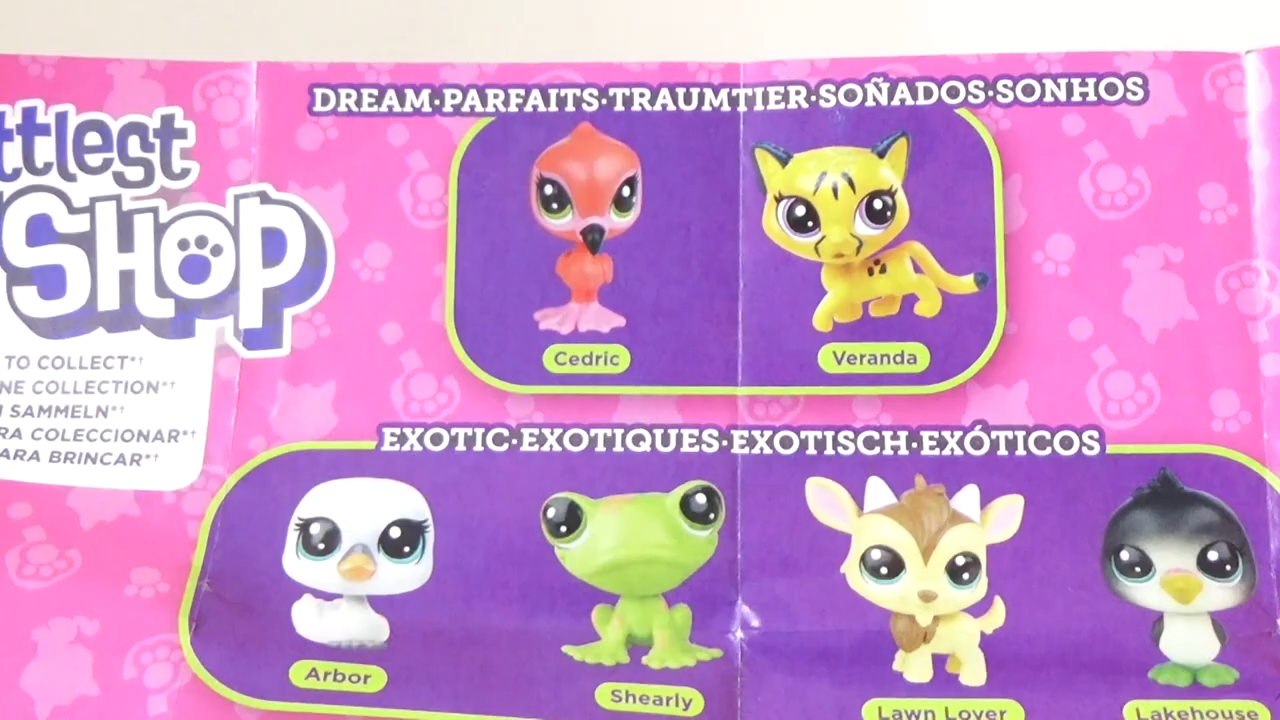 DREAM·PARFAITS·TRAUMTIER·SOÑADOS·SONHOS
ttlest
SHOP
Cedric
Veranda
TO COLLECT*†
NE COLLECTION*†
SAMMELN*†
RA COLECCIONAR*†
ARA BRINCAR*†
EXOTIC·EXOTIQUES·EXOTISCH·EXÓTICOS
Arbor
Shearly
Lawn Lover
Lakehouse